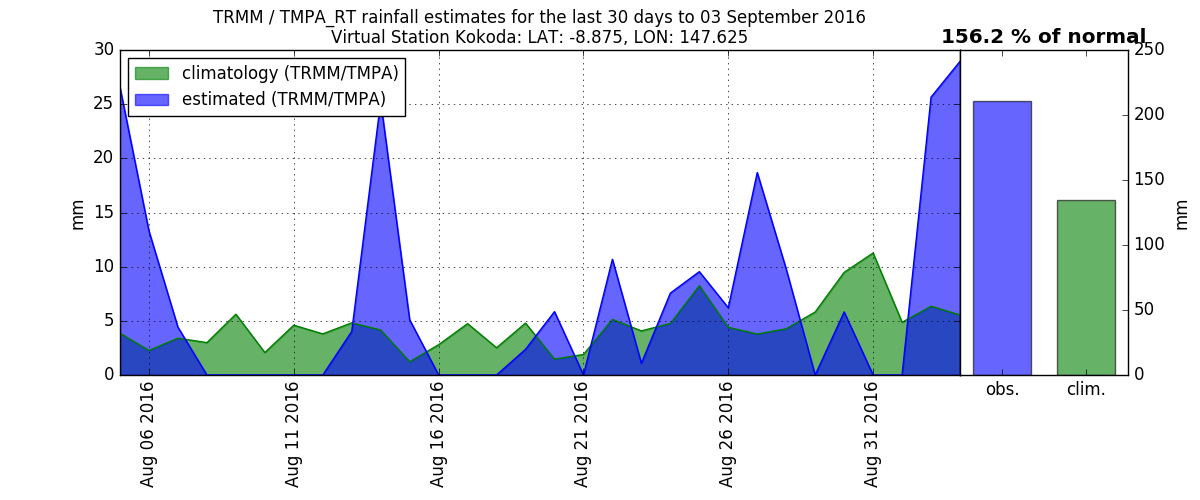 TRMM / TMPA_RT rainfall estimates for the last 30 days to 03 September 2016
Virtual Station Kokoda: LAT: -8.875, LON: 147.625
156.2 % of normal
climatology (TRMM/TMPA)
estimated (TRMM/TMPA)
30
25
20
15
10
5
0
mm
250
200
150
100
50
0
mm
Aug 06 2016
Aug 11 2016
Aug 16 2016
Aug 21 2016
Aug 26 2016
Aug 31 2016
obs.
clim.